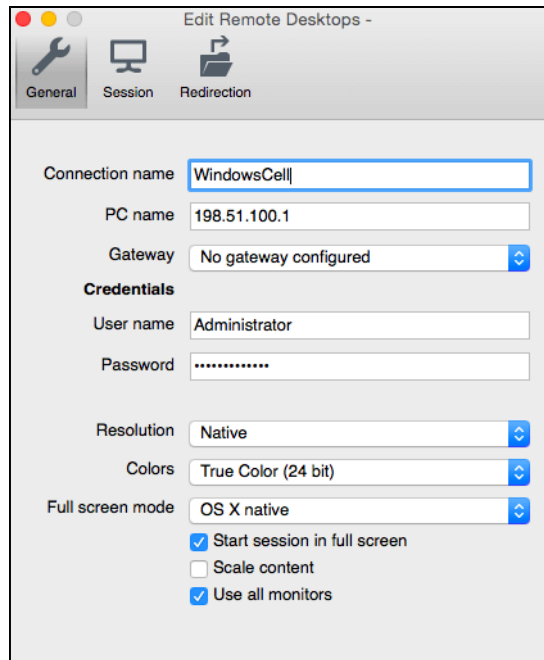 Edit Remote Desktops -
General Session Redirection
Connection name WindowsCell
PC name 198.51.100.1
Gateway No gateway configured
Credentials
User name Administrator
Password •••••••••••••
Resolution Native
Colors True Color (24 bit)
Full screen mode OS X native
Start session in full screen
Scale content
Use all monitors